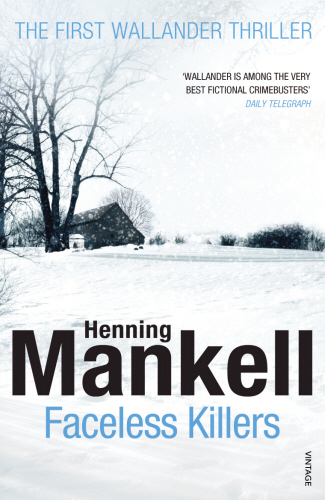 THE FIRST WALLANDER THRILLER
‘WALLANDER IS AMONG THE VERY
BEST FICTIONAL CRIMEBUSTERS’
DAILY TELEGRAPH
Henning
Mankell
Faceless Killers
VINTAGE